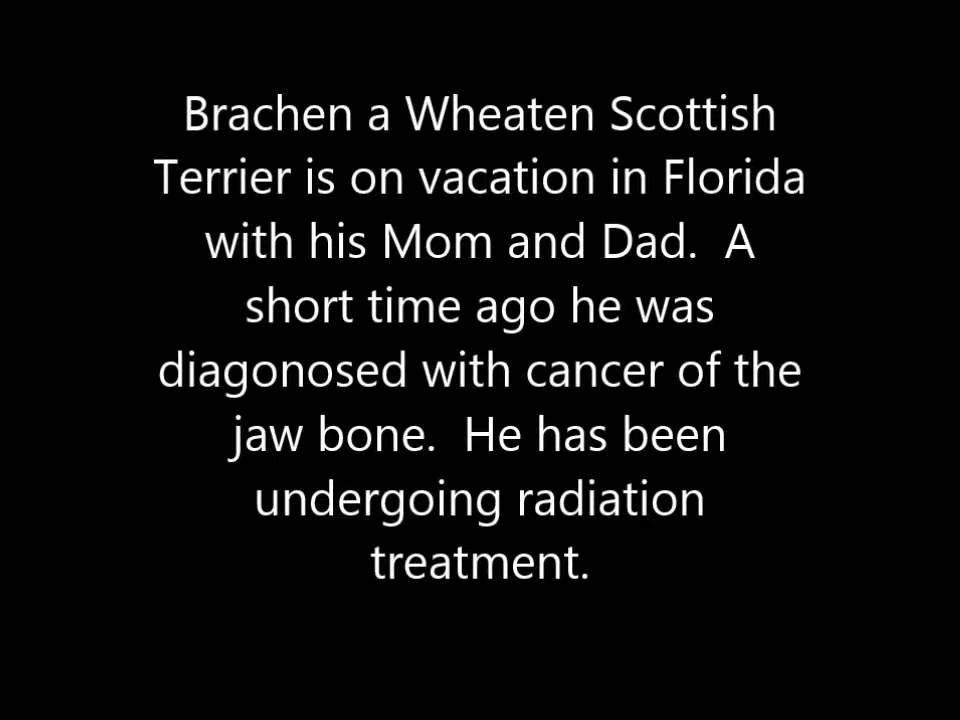 Brachen a Wheaten Scottish
Terrier is on vacation in Florida
with his Mom and Dad.  A
short time ago he was
diagonosed with cancer of the
jaw bone.  He has been
undergoing radiation
treatment.